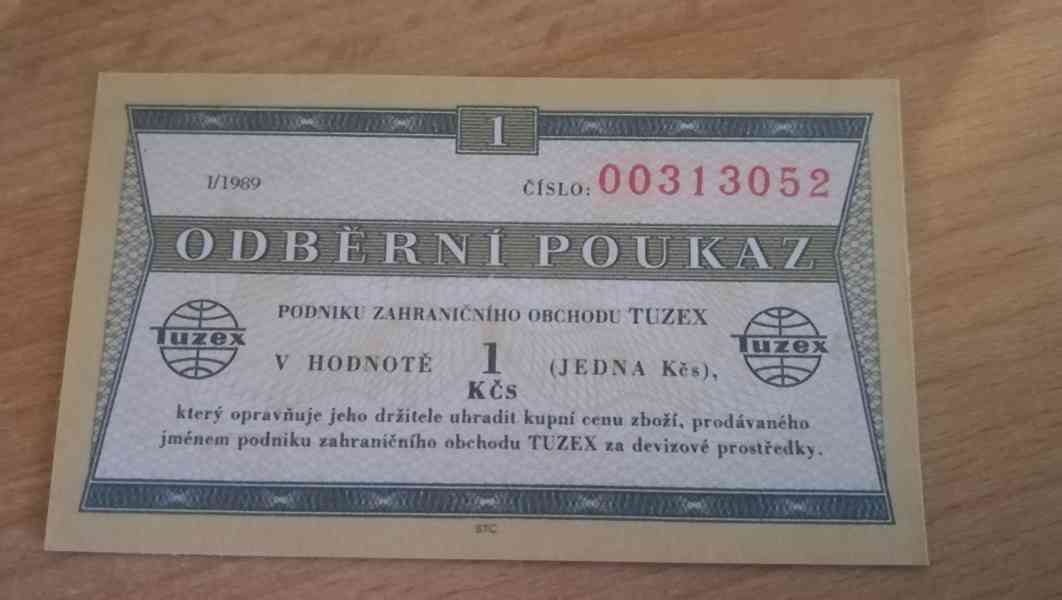 1
I/1989
ČÍSLO: 00313052
ODBĚRNÍ POUKAZ
PODNIKU ZAHRANIČNÍHO OBCHODU TUZEX
Tuzex
Tuzex
V HODNOTĚ 1 (JEDNA Kčs),
KČS
který opravňuje jeho držitele uhradit kupní cenu zboží, prodávaného
jménem podniku zahraničního obchodu TUZEX za devizové prostředky.
STC